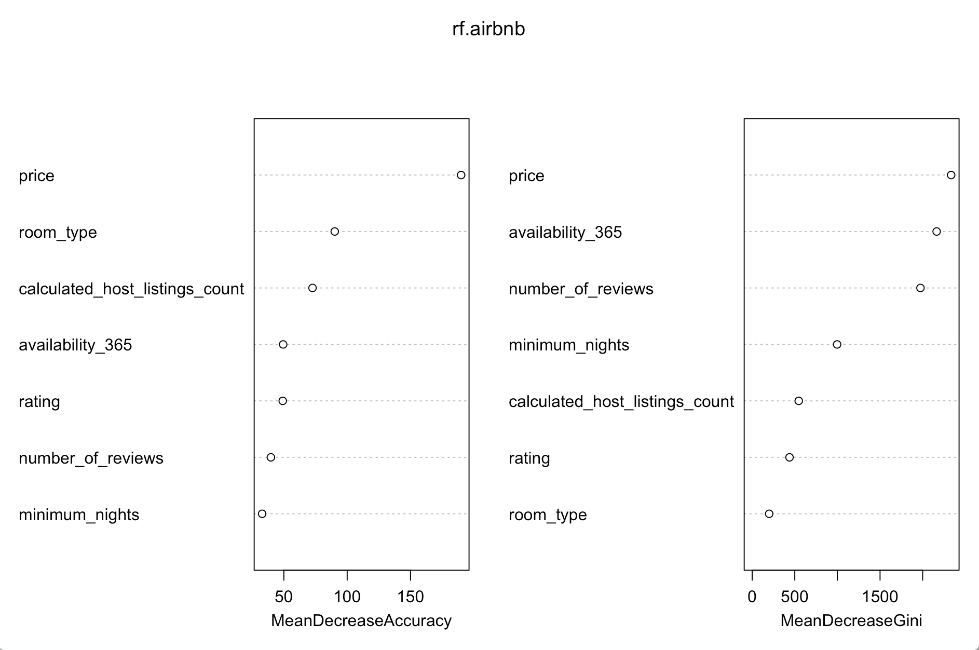 rf.airbnb
price
room_type
calculated_host_listings_count
availability_365
rating
number_of_reviews
minimum_nights
50 100 150
MeanDecreaseAccuracy
price
availability_365
number_of_reviews
minimum_nights
calculated_host_listings_count
rating
room_type
0 500 1500
MeanDecreaseGini